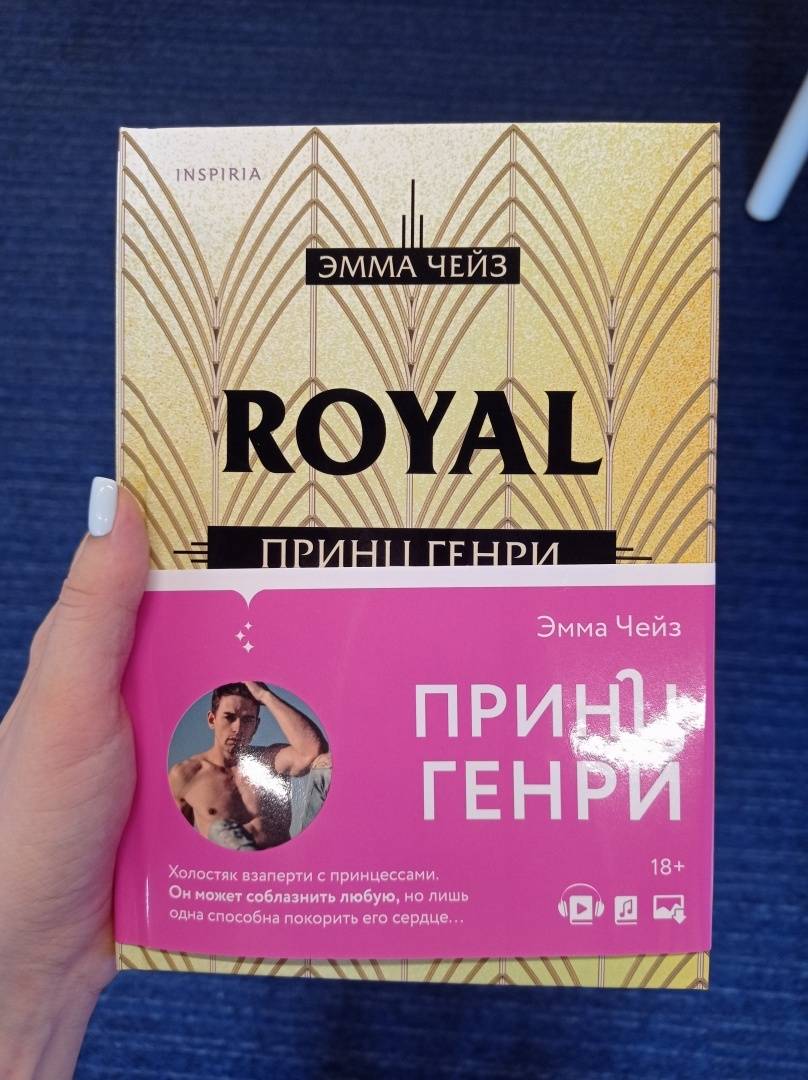 INSPIRIA
ЭММА ЧЕЙЗ
ROYAL
ПРИНЦ ГЕНРИ
Эмма Чейз
ПРИНЦ
ГЕНРИ
18+
Холостяк взаперти с принцессами.
Он может соблазнить любую, но лишь
одна способна покорить его сердце...